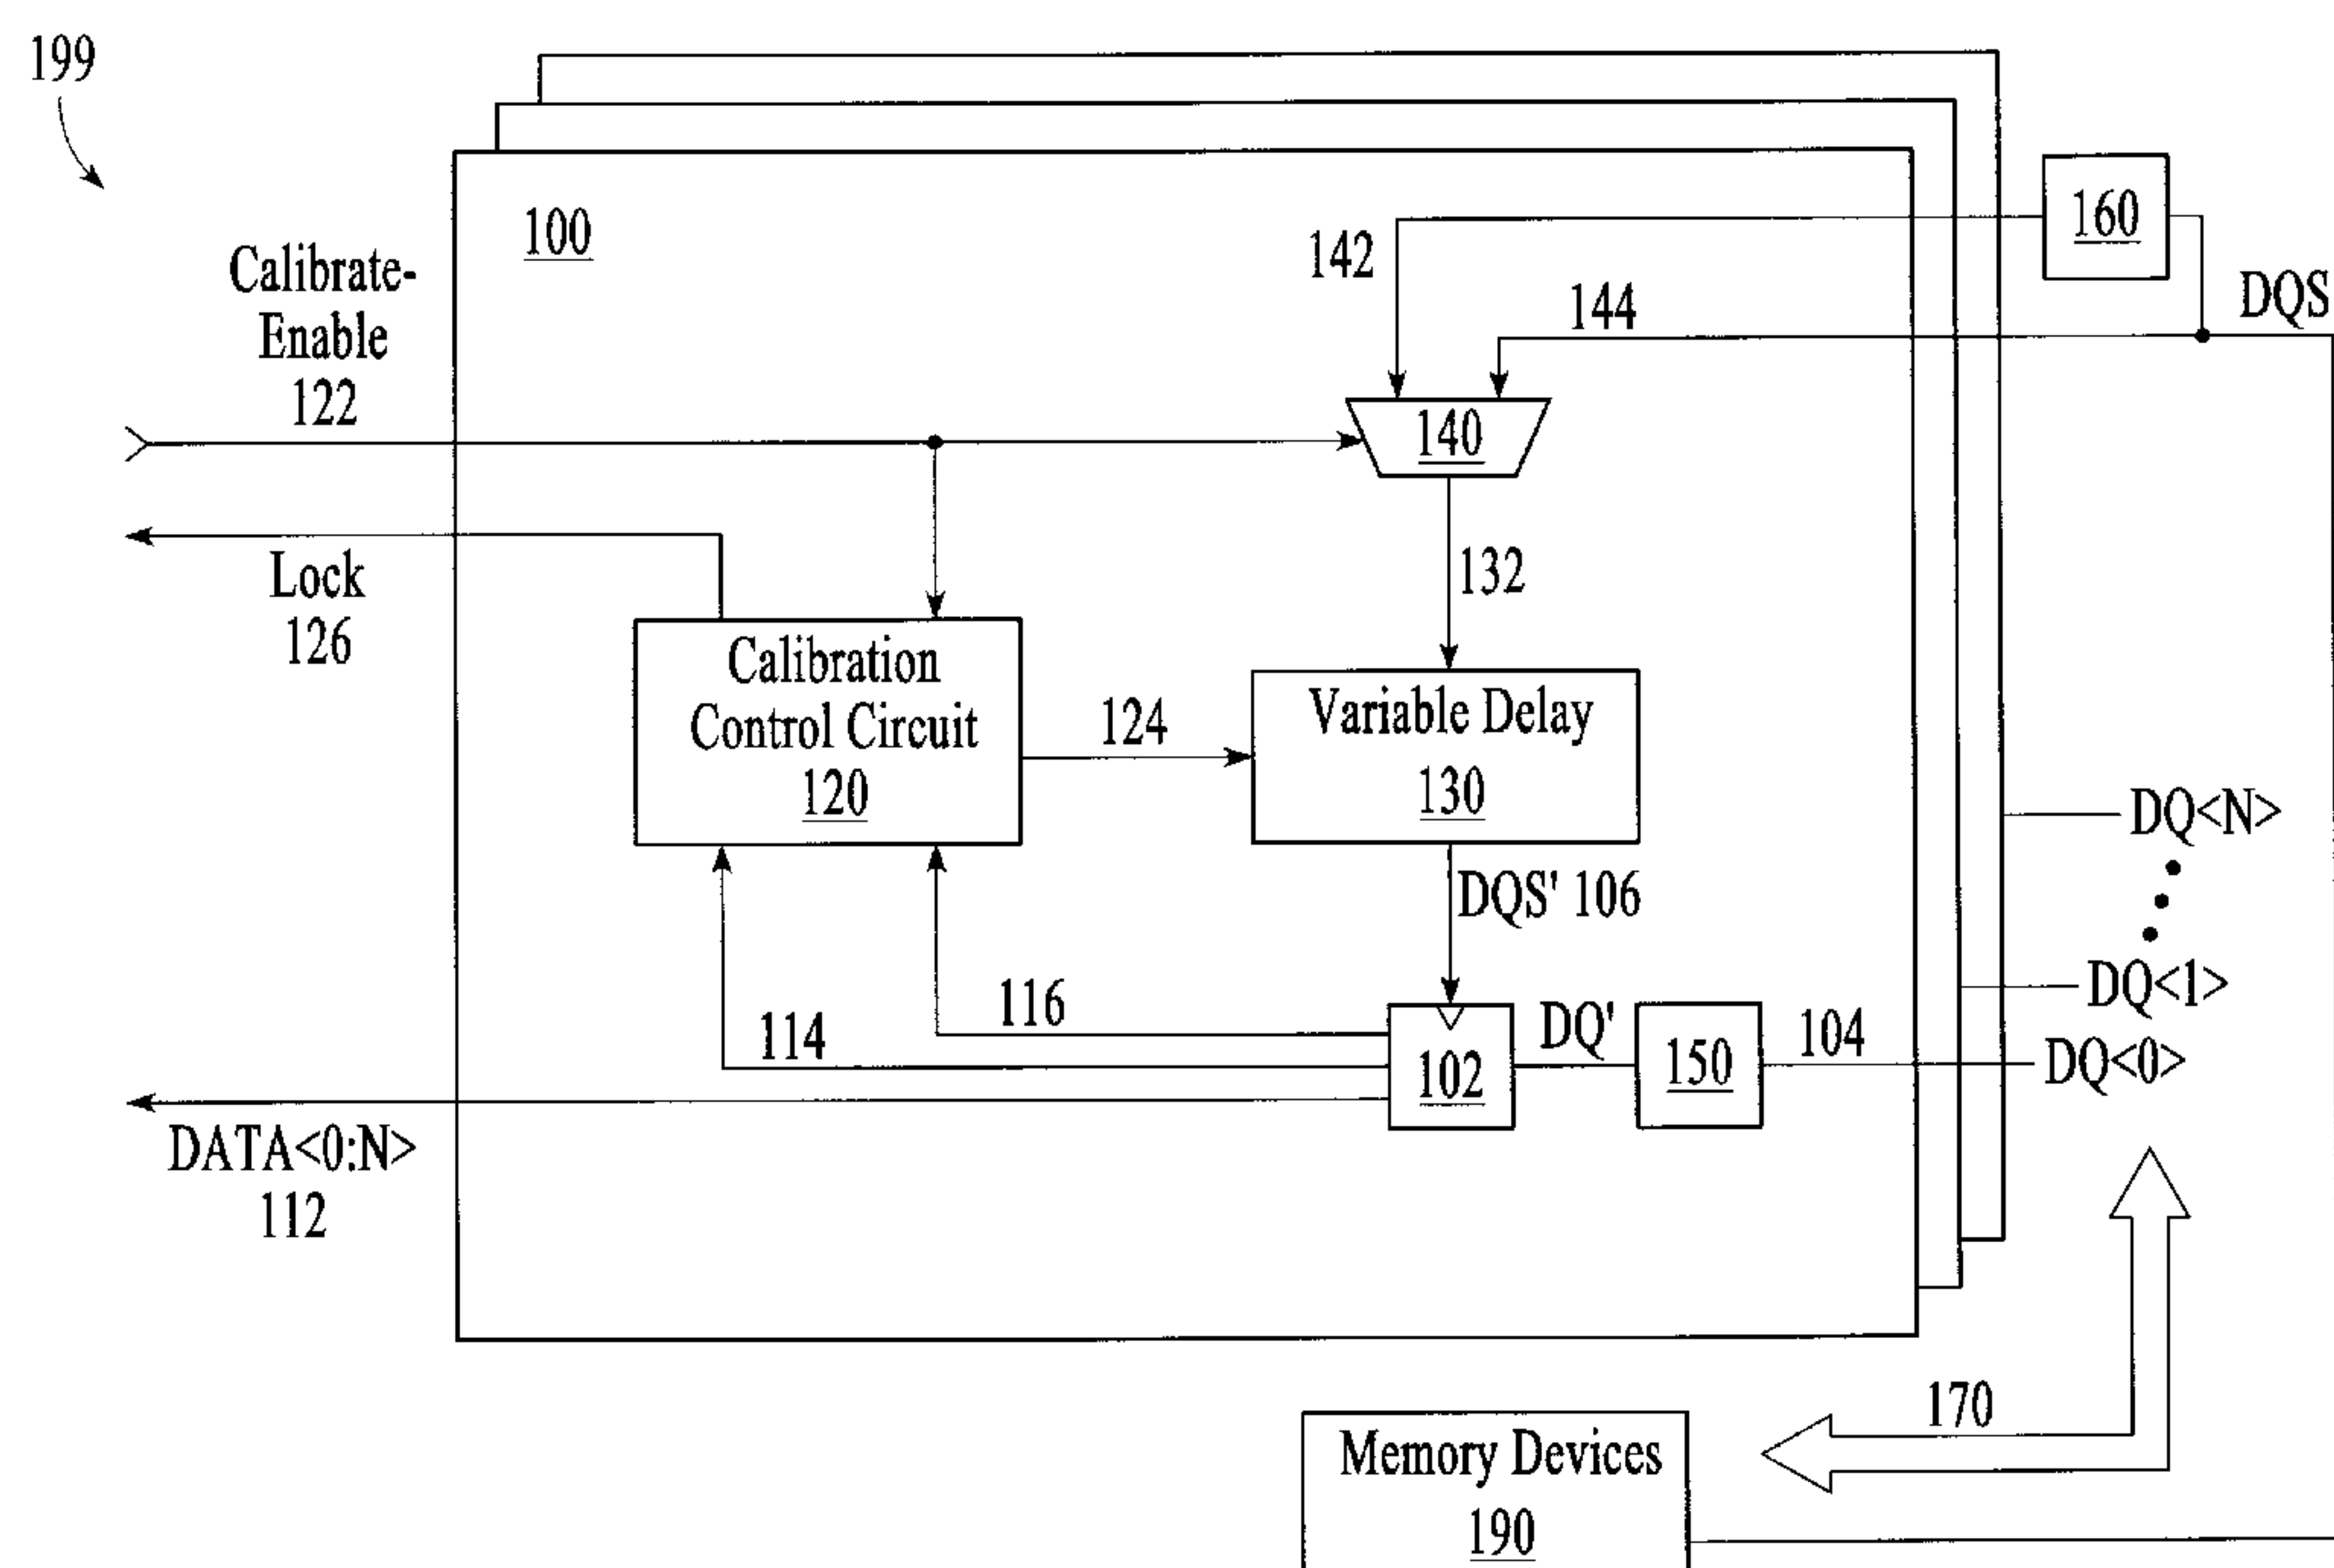 199
100
160
142
DQS
144
Calibrate-
Enable
122
140
Lock
126
132
Calibration
Control Circuit
120
124
Variable Delay
130
DQ<N>
DQS' 106
DQ<1>
116
114
102
DQ'
150
104
DQ<0>
DATA<0:N>
112
170
Memory Devices
190